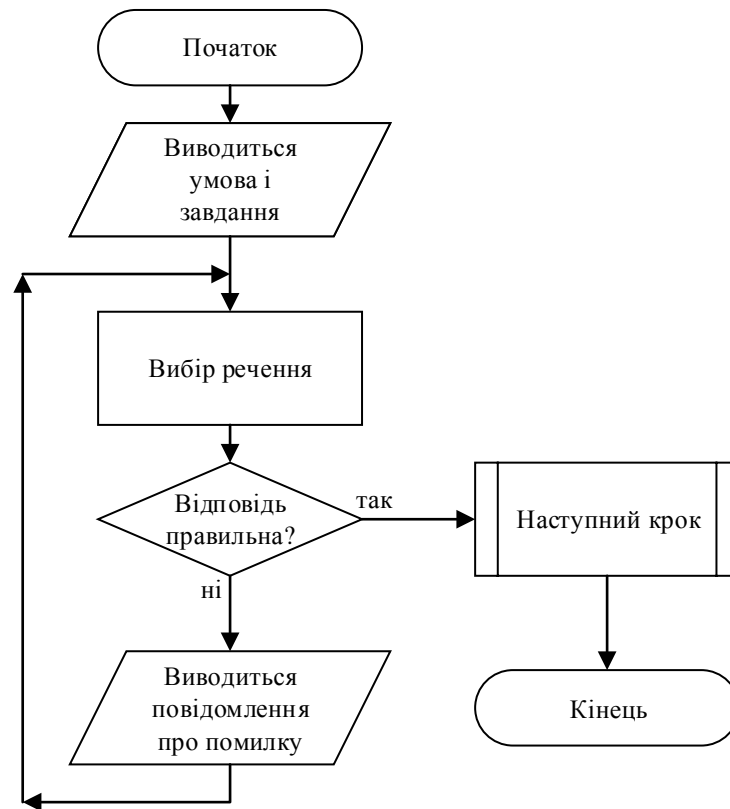 Початок
Виводиться
умова і
завдання
Вибір речення
Відповідь
правильна?
так
Наступний крок
ні
Виводиться
повідомлення
про помилку
Кінець